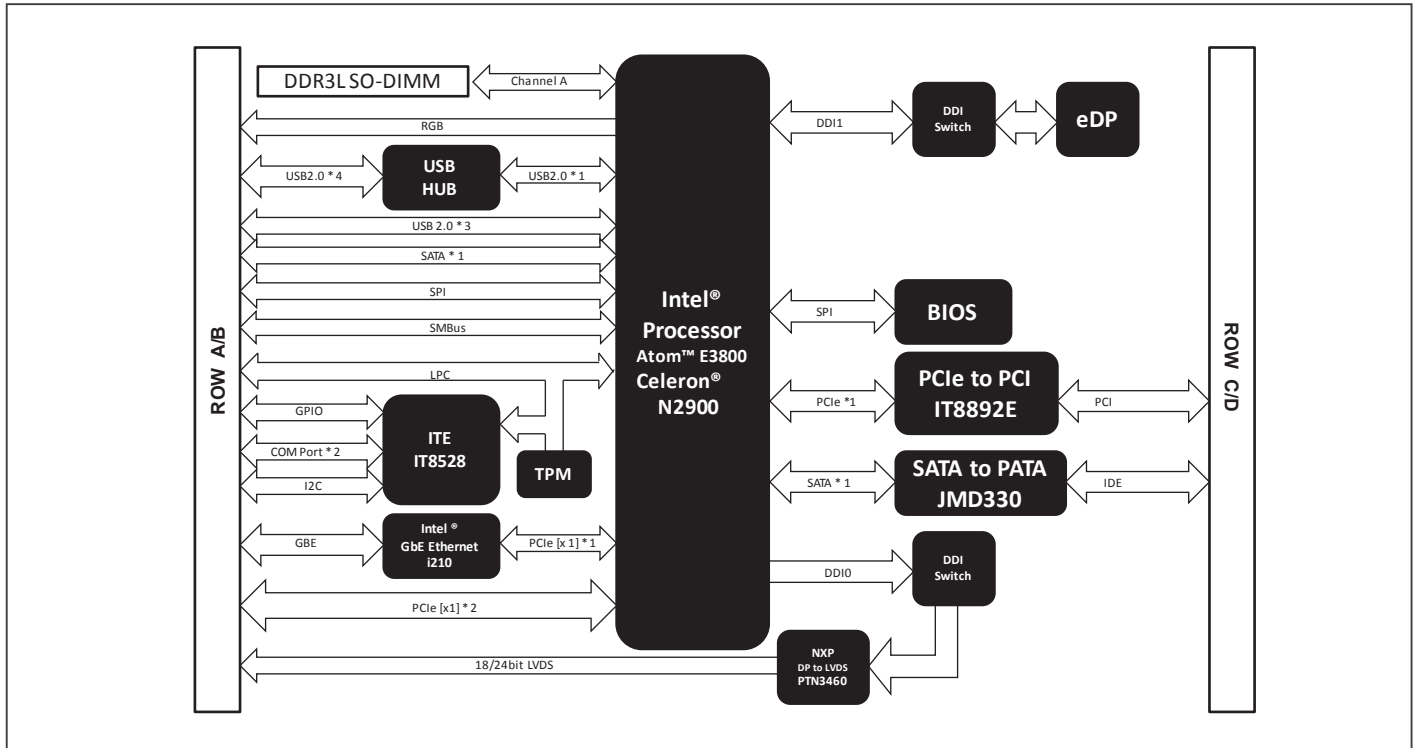 DDR3L SO-DIMM
Channel A
RGB
USB2.0 * 4
USB
HUB
USB2.0 * 1
USB 2.0 * 3
SATA * 1
SPI
SMBus
LPC
GPIO
COM Port * 2
I2C
ITE
IT8528
TPM
GBE
Intel ®
GbE Ethernet
i210
PCIe [x 1] * 1
PCIe [x1] * 2
18/24bit LVDS
ROW A/B
Intel®
Processor
Atom™ E3800
Celeron®
N2900
DDI1
DDI
Switch
eDP
SPI
BIOS
PCIe *1
PCIe to PCI
IT8892E
PCI
SATA * 1
SATA to PATA
JMD330
IDE
DDI0
DDI
Switch
NXP
DP to LVDS
PTN3460
ROW C/D